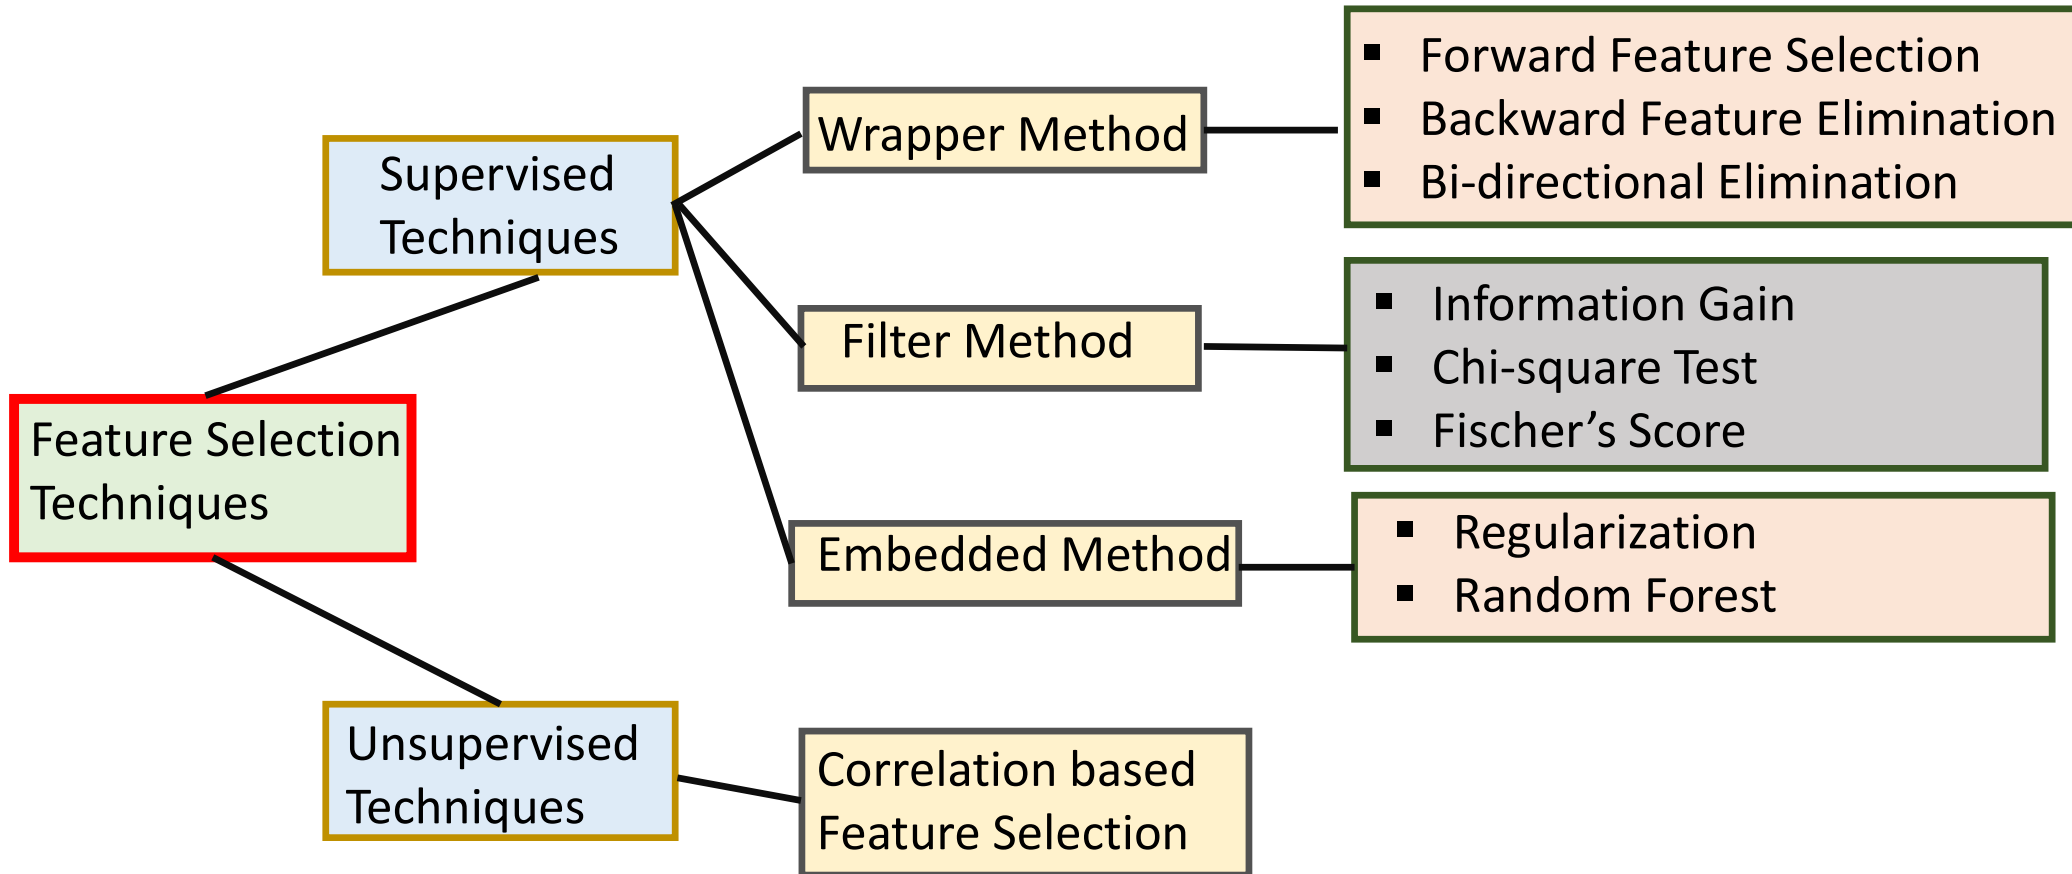 Feature Selection
Techniques
Supervised
Techniques
Wrapper Method
▪ Forward Feature Selection
▪ Backward Feature Elimination
▪ Bi-directional Elimination
Filter Method
▪ Information Gain
▪ Chi-square Test
▪ Fischer’s Score
Embedded Method
▪ Regularization
▪ Random Forest
Unsupervised
Techniques
Correlation based
Feature Selection